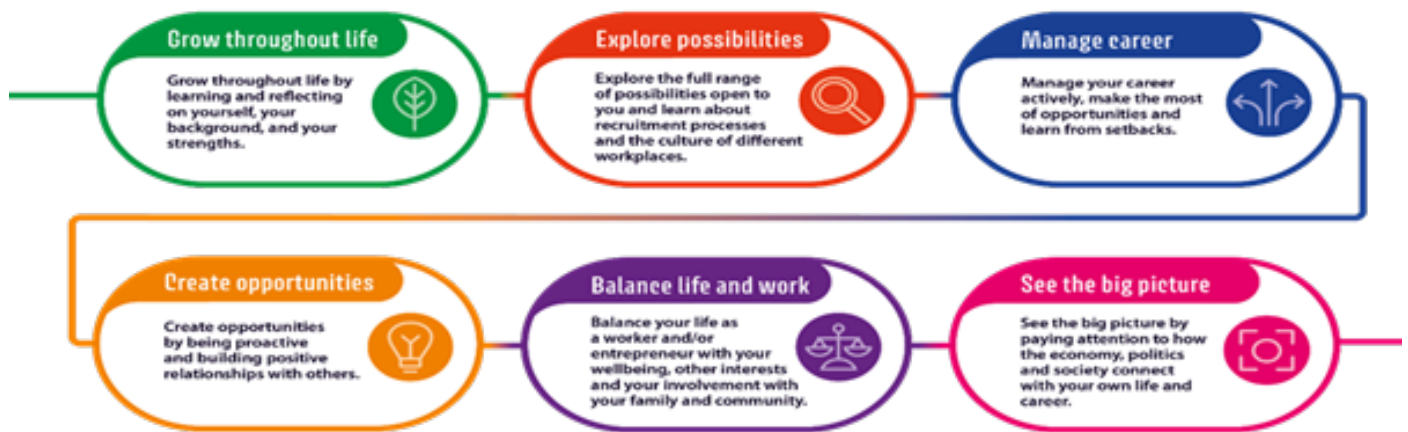 Grow throughout life
Grow throughout life by
learning and reflecting
on yourself, your
background, and your
strengths.
Explore possibilities
Explore the full range
of possibilities open to
you and learn about
recruitment processes
and the culture of different
workplaces.
Manage career
Manage your career
actively, make the most
of opportunities and
learn from setbacks.
Create opportunities
Create opportunities
by being proactive
and building positive
relationships with others.
Balance life and work
Balance your life as
a worker and/or
entrepreneur with your
wellbeing, other interests
and your involvement with
your family and community.
See the big picture
See the big picture by
paying attention to how
the economy, politics
and society connect
with your own life and
career.